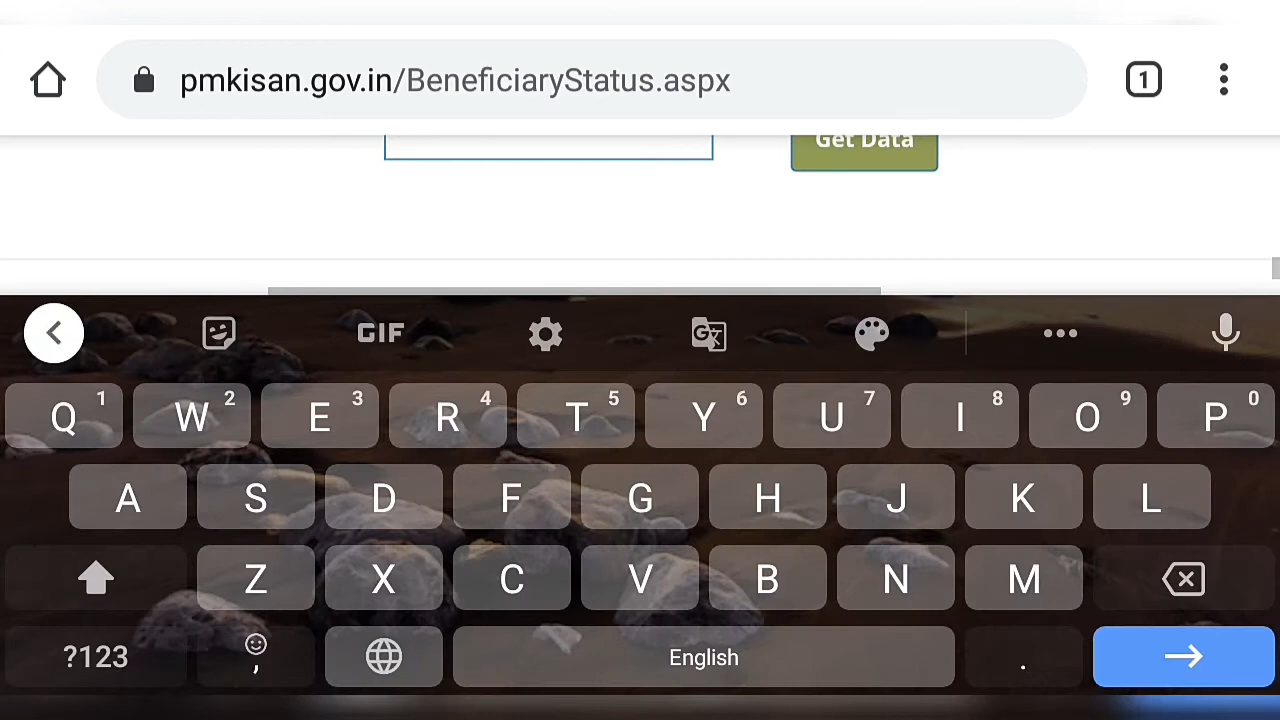 pmkisan.gov.in/BeneficiaryStatus.aspx
1
Get Data
GIF
G
Q 1 W 2 E 3 R 4 T 5 Y 6 U 7 I 8 O 9 P 0
A S D F G H J K L
Z X C V B N M
?123 , English .